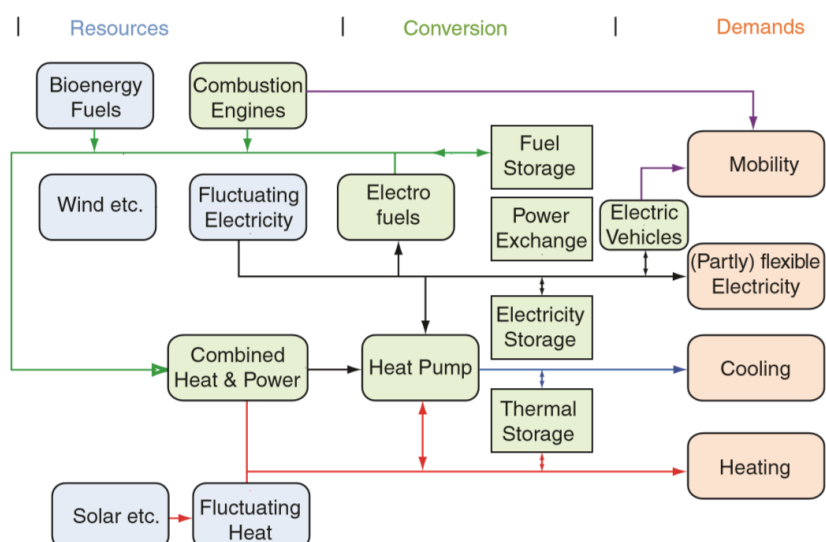 Resources
Conversion
Demands
Bioenergy
Fuels
Combustion
Engines
Fuel
Storage
Mobility
Wind etc.
Fluctuating
Electricity
Electro
fuels
Power
Exchange
Electric
Vehicles
(Partly) flexible
Electricity
Electricity
Storage
Combined
Heat & Power
Heat Pump
Cooling
Thermal
Storage
Heating
Solar etc.
Fluctuating
Heat